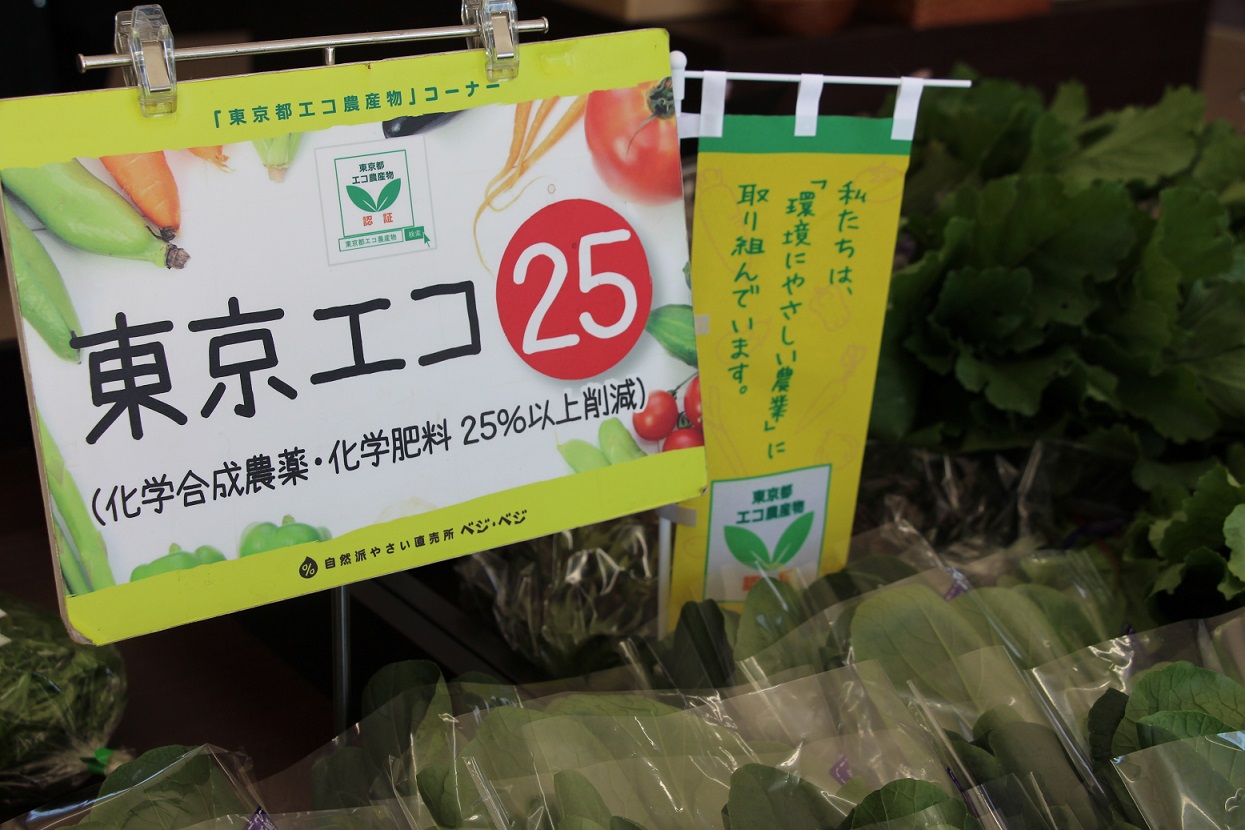 「東京都エコ農産物」コーナー
東京都
エコ農産物
認証
東京都エコ農産物 検索
東京エコ 25
(化学合成農薬・化学肥料 25%以上削減)
% 自然派やさい直売所 ベジ・ベジ
私たちは、
「環境にやさしい農業」に
取り組んでいます。
東京都
エコ農産物
認証